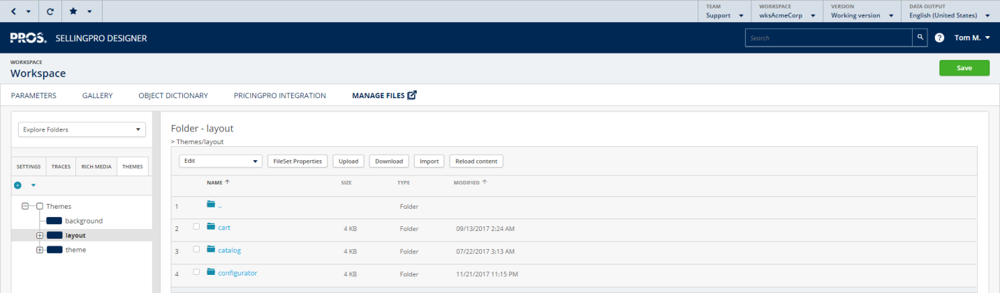 TEAM WORKSPACE VERSION DATA OUTPUT
Support wksAcmeCorp Working version English (United States)
PROS. SELLINGPRO DESIGNER Search ? Tom M.
WORKSPACE
Workspace Save
PARAMETERS GALLERY OBJECT DICTIONARY PRICINGPRO INTEGRATION MANAGE FILES
Explore Folders
SETTINGS TRACES RICH MEDIA THEMES
Themes
background
layout
theme
Folder - layout
> Themes/layout
Edit FileSet Properties Upload Download Import Reload content
NAME SIZE TYPE MODIFIED
1 .. Folder
2 cart 4 KB Folder 09/13/2017 2:24 AM
3 catalog 4 KB Folder 07/22/2017 3:13 AM
4 configurator 4 KB Folder 11/21/2017 11:15 PM